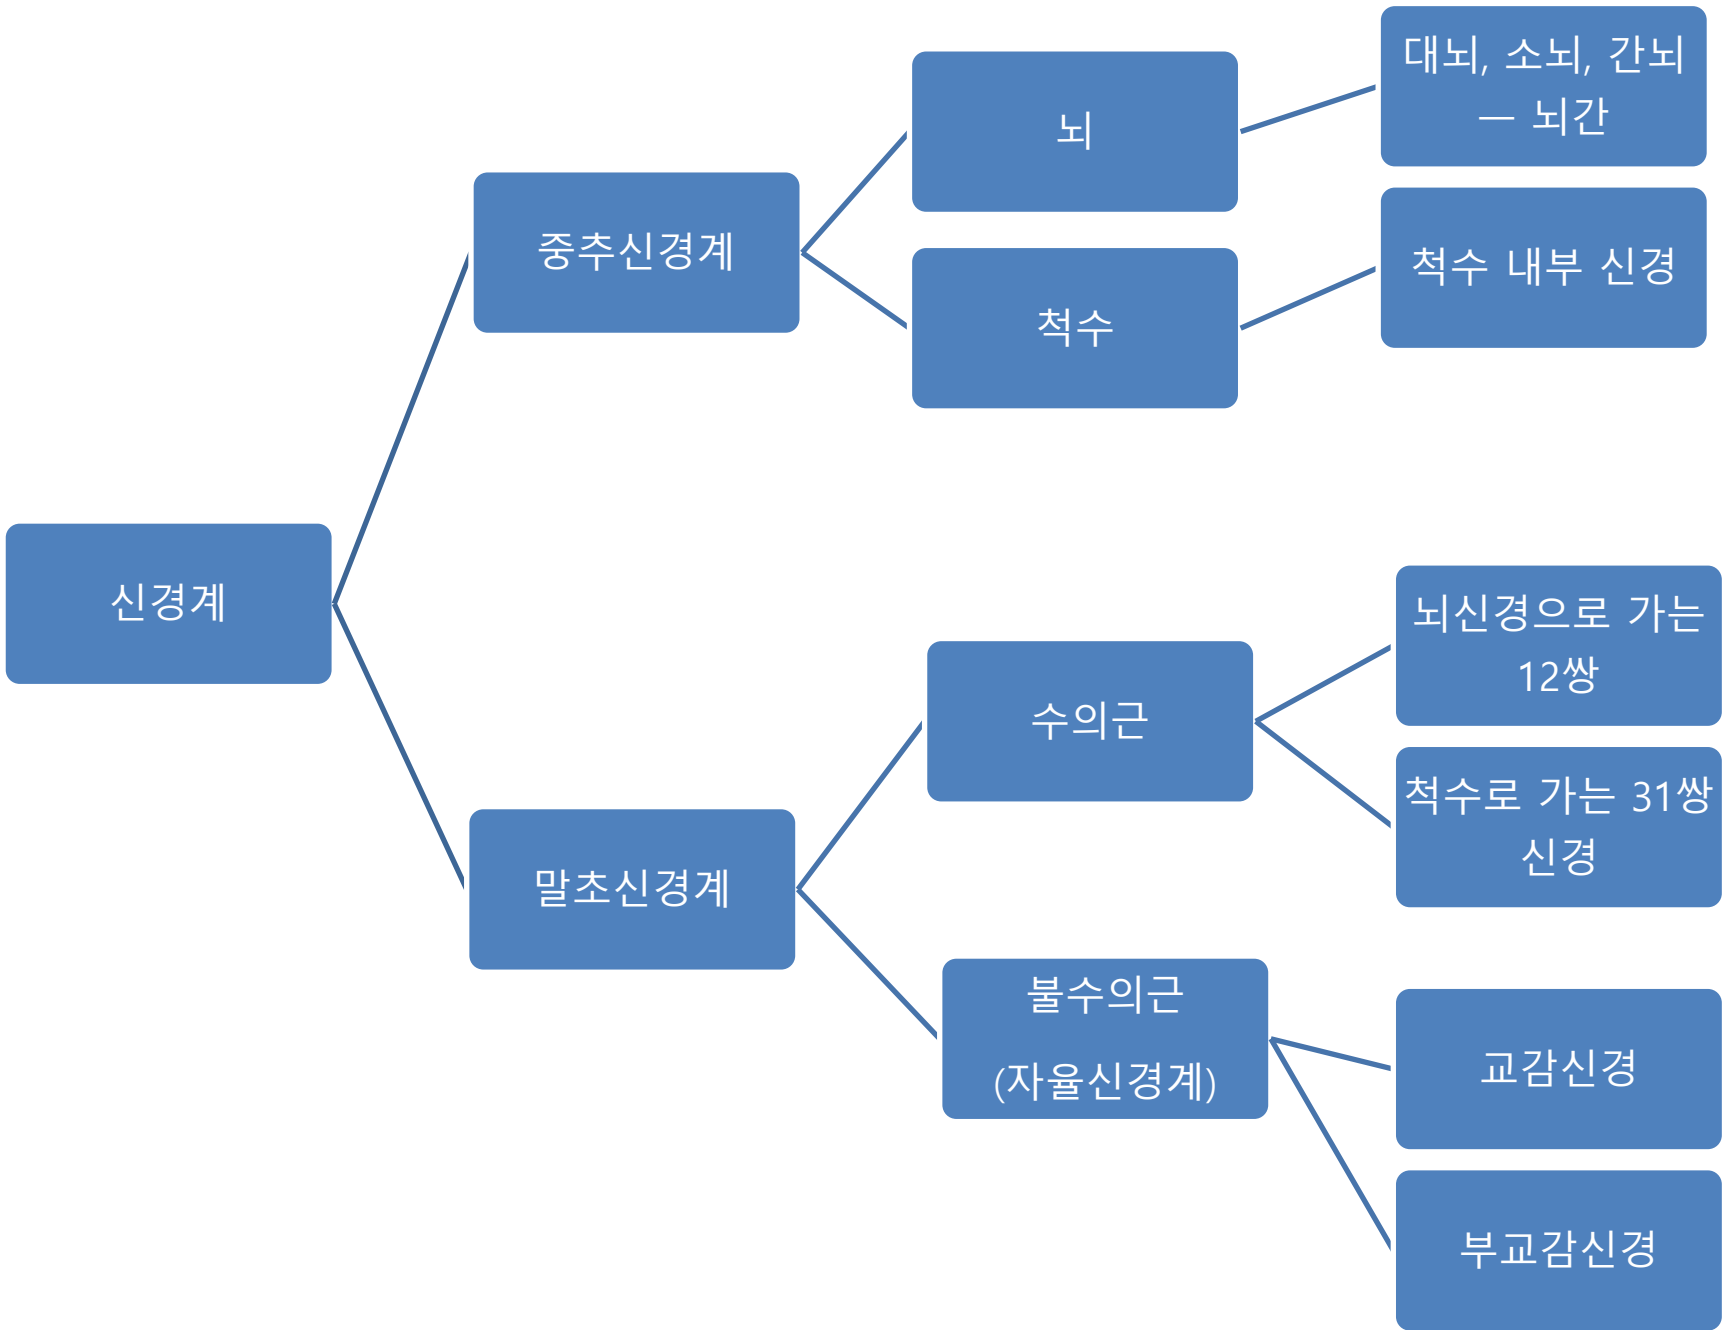 신경계
중추신경계
뇌
대뇌, 소뇌, 간뇌
ㅡ 뇌간
척수
척수 내부 신경
말초신경계
수의근
뇌신경으로 가는
12쌍
척수로 가는 31쌍
신경
불수의근
(자율신경계)
교감신경
부교감신경